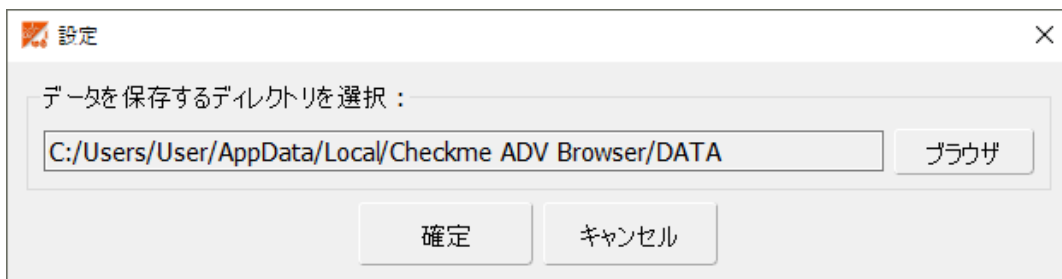 設定
データを保存するディレクトリを選択：
C:/Users/User/AppData/Local/Checkme ADV Browser/DATA
ブラウザ
確定
キャンセル